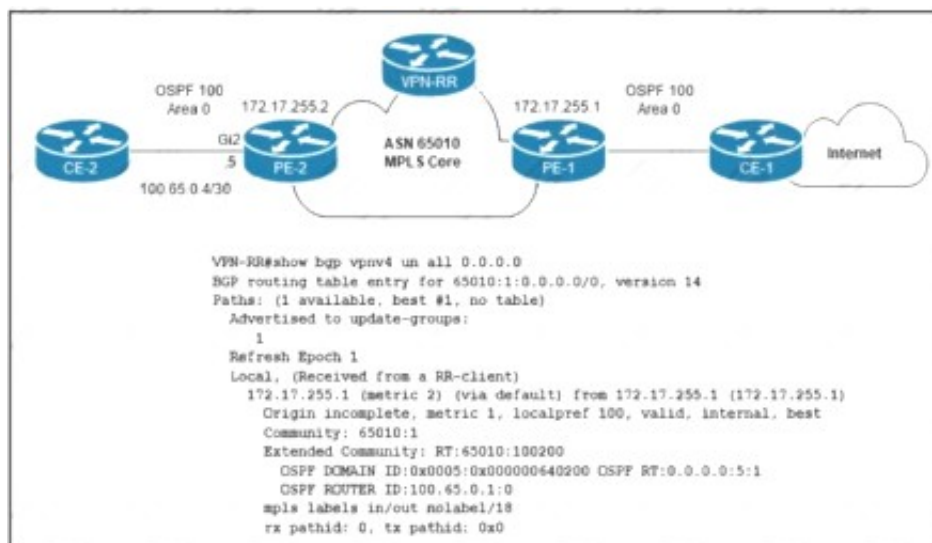 VPN-RR
OSPF 100
Area 0
172.17.255.2
172.17.255.1
OSPF 100
Area 0
ASN 65010
MPLS Core
Internet
Gi2
.5
CE-2
PE-2
PE-1
CE-1
100.65.0.4/30
VPN-RR#show bgp vpnv4 un all 0.0.0.0
BGP routing table entry for 65010:1:0.0.0.0/0, version 14
Paths: (1 available, best #1, no table)
Advertised to update-groups:
1
Refresh Epoch 1
Local, (Received from a RR-client)
172.17.255.1 (metric 2) (via default) from 172.17.255.1 (172.17.255.1)
Origin incomplete, metric 1, localpref 100, valid, internal, best
Community: 65010:1
Extended Community: RT:65010:100200
OSPF DOMAIN ID:0x0005:0x000000640200 OSPF RT:0.0.0.0:5:1
OSPF ROUTER ID:100.65.0.1:0
mpls labels in/out nolabel/18
rx pathid: 0, tx pathid: 0x0